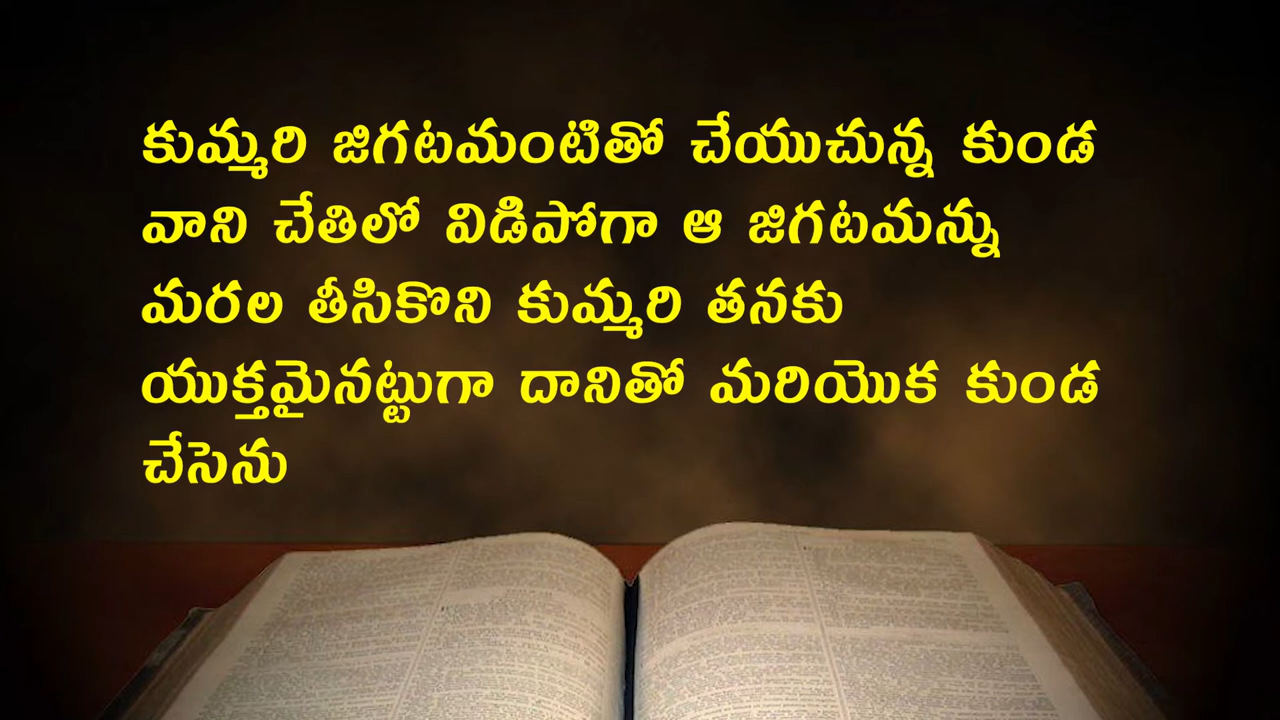 కుమ్మరి జిగటమంటితో చేయుచున్న కుండ
వాని చేతిలో విడిపోగా ఆ జిగటమన్ను
మరల తీసికొని కుమ్మరి తనకు
యుక్తమైనట్టుగా దానితో మరియొక కుండ
చేసెను